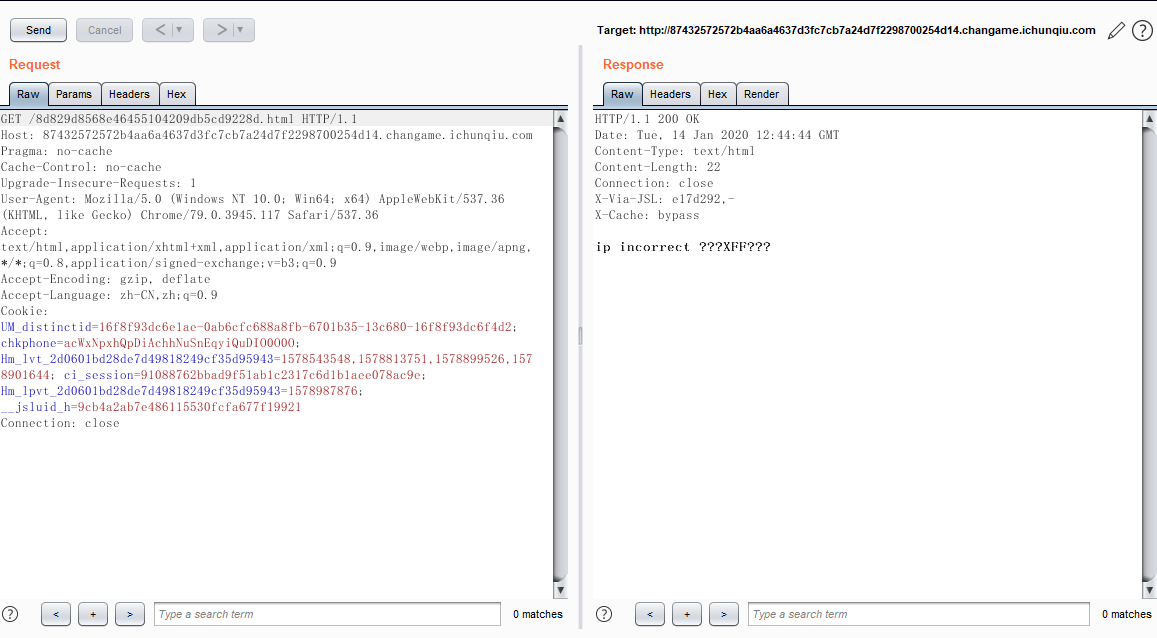 Send
Cancel
<
>
Target: http://87432572572b4aa6a4637d3fc7cb7a24d7f2298700254d14.changame.ichunqiu.com
?
Request
Raw
Params
Headers
Hex
GET /8d829d8568e46455104209db5cd9228d.html HTTP/1.1
Host: 87432572572b4aa6a4637d3fc7cb7a24d7f2298700254d14.changame.ichunqiu.com
Pragma: no-cache
Cache-Control: no-cache
Upgrade-Insecure-Requests: 1
User-Agent: Mozilla/5.0 (Windows NT 10.0; Win64; x64) AppleWebKit/537.36
(KHTML, like Gecko) Chrome/79.0.3945.117 Safari/537.36
Accept:
text/html,application/xhtml+xml,application/xml;q=0.9,image/webp,image/apng,
*/*;q=0.8,application/signed-exchange;v=b3;q=0.9
Accept-Encoding: gzip, deflate
Accept-Language: zh-CN,zh;q=0.9
Cookie:
UM_distinctid=16f8f93dc6e1ae-0ab6cfc688a8fb-6701b35-13c680-16f8f93dc6f4d2;
chkphone=acWxNpxhQpDiAchhNuSnEqyiQuDIO0O0O;
Hm_lvt_2d0601bd28de7d49818249cf35d95943=1578543548,1578813751,1578899526,157
8901644; ci_session=91088762bbad9f51ab1c2317c6d1b1aee078ac9e;
Hm_lpvt_2d0601bd28de7d49818249cf35d95943=1578987876;
__jsluid_h=9cb4a2ab7e486115530fcfa677f19921
Connection: close
?
<
+
>
Type a search term
0 matches
Response
Raw
Headers
Hex
Render
HTTP/1.1 200 OK
Date: Tue, 14 Jan 2020 12:44:44 GMT
Content-Type: text/html
Content-Length: 22
Connection: close
X-Via-JSL: e17d292,-
X-Cache: bypass
ip incorrect ???XFF???
?
<
+
>
Type a search term
0 matches